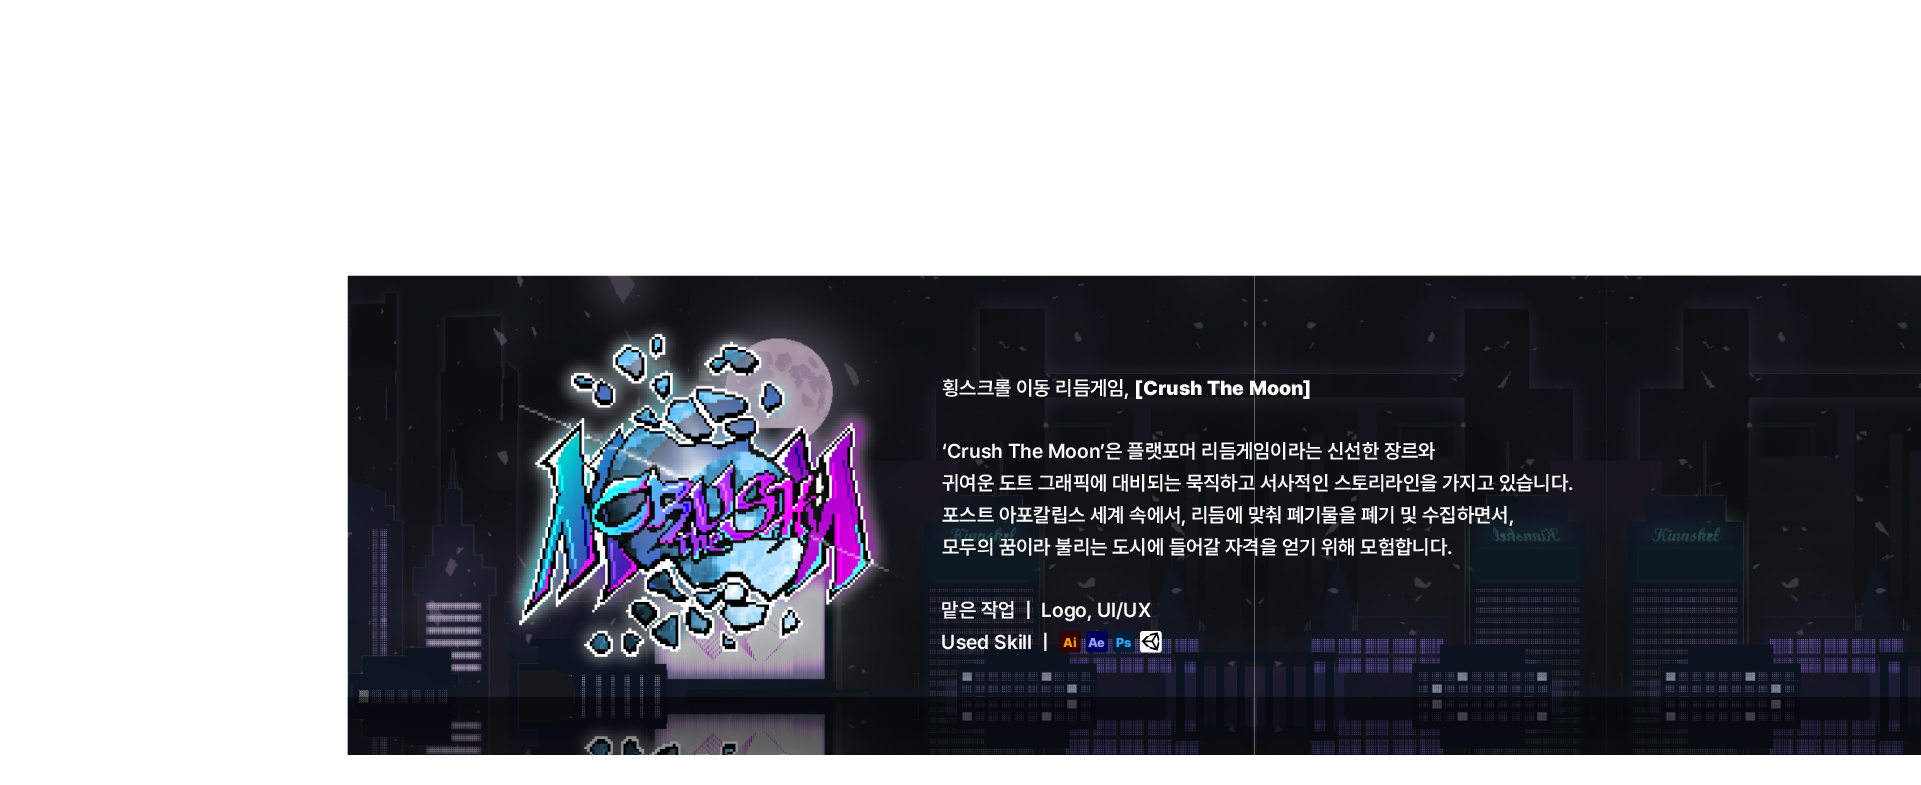 CRUSH
the
횡스크롤 이동 리듬게임, [Crush The Moon]
‘Crush The Moon’은 플랫포머 리듬게임이라는 신선한 장르와
귀여운 도트 그래픽에 대비되는 묵직하고 서사적인 스토리라인을 가지고 있습니다.
포스트 아포칼립스 세계 속에서, 리듬에 맞춰 폐기물을 폐기 및 수집하면서,
모두의 꿈이라 불리는 도시에 들어갈 자격을 얻기 위해 모험합니다.
Kinnskel
Kinnskel
Kinnskel
맡은 작업 | Logo, UI/UX
Used Skill | Ai Ae Ps